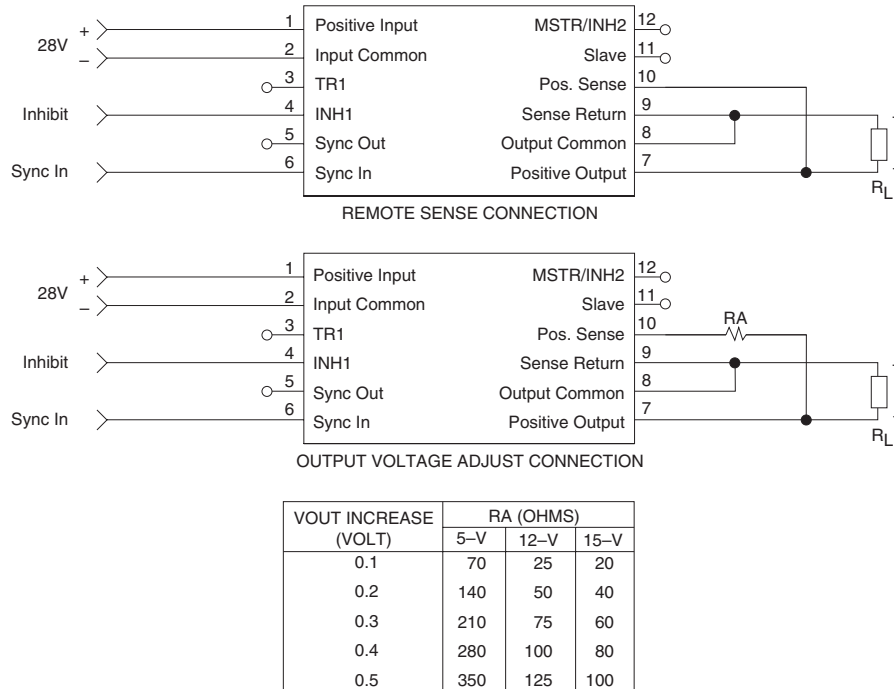 28V + 1 Positive Input MSTR/INH2 12
– 2 Input Common Slave 11
3 TR1 Pos. Sense 10
Inhibit 4 INH1 Sense Return 9
5 Sync Out Output Common 8
Sync In 6 Sync In Positive Output 7
RL
REMOTE SENSE CONNECTION
28V + 1 Positive Input MSTR/INH2 12
– 2 Input Common Slave 11
3 TR1 Pos. Sense 10 RA
Inhibit 4 INH1 Sense Return 9
5 Sync Out Output Common 8
Sync In 6 Sync In Positive Output 7
RL
OUTPUT VOLTAGE ADJUST CONNECTION
VOUT INCREASE (VOLT) RA (OHMS)
5–V 12–V 15–V
0.1 70 25 20
0.2 140 50 40
0.3 210 75 60
0.4 280 100 80
0.5 350 125 100